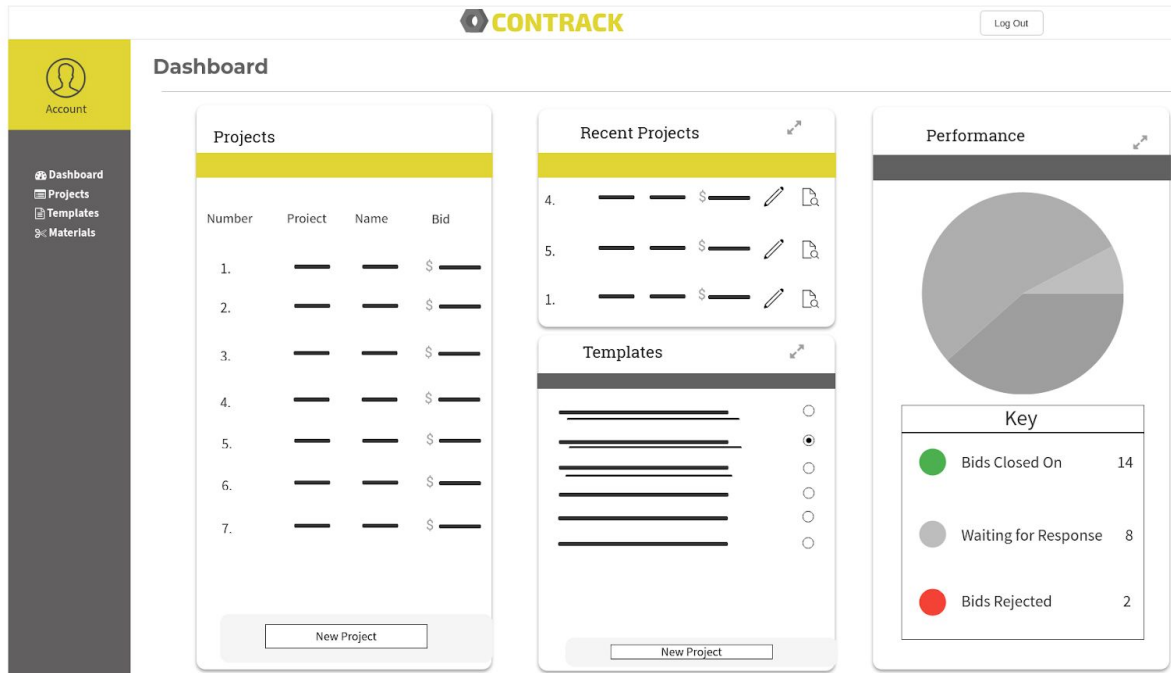 CONTRACK
Log Out
Account
Dashboard
Dashboard
Projects
Templates
Materials
Projects
Number Project Name Bid
1. $
2. $
3. $
4. $
5. $
6. $
7. $
New Project
Recent Projects
4. $
5. $
1. $
Templates
New Project
Performance
Key
Bids Closed On 14
Waiting for Response 8
Bids Rejected 2